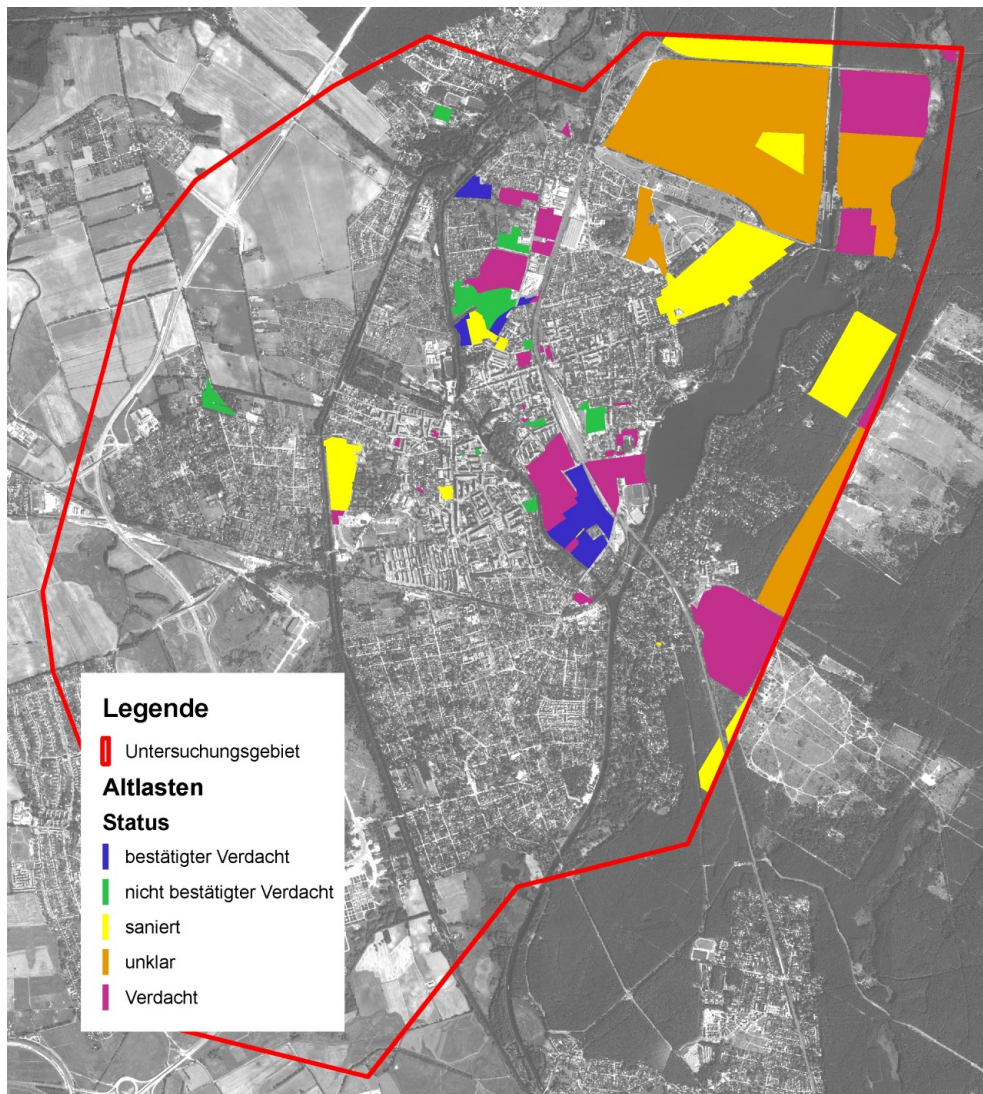 Legende
Untersuchungsgebiet
Altlasten
Status
bestätigter Verdacht
nicht bestätigter Verdacht
saniert
unklar
Verdacht